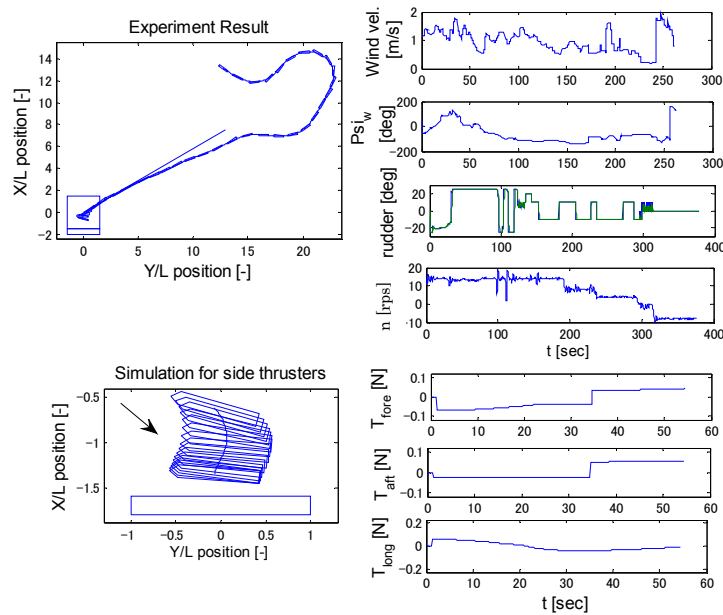 Experiment Result
X/L position [-]
14
12
10
8
6
4
2
0
−2
0 5 10 15 20
Y/L position [-]
Wind vel.
[m/s]
2
1
0
0 50 100 150 200 250 300
Psi_w
[deg]
200
0
−200
0 50 100 150 200 250 300
rudder [deg]
20
0
-20
0 100 200 300 400
n [rps]
20
10
0
-10
0 100 200 300 400
t [sec]
Simulation for side thrusters
X/L position [-]
−0.5
−1
−1.5
−1 −0.5 0 0.5 1
Y/L position [-]
T_fore [N]
0.1
0
−0.1
0 10 20 30 40 50 60
T_aft [N]
0.1
0
−0.1
0 10 20 30 40 50 60
T_long [N]
0.2
0
−0.2
0 10 20 30 40 50 60
t [sec]